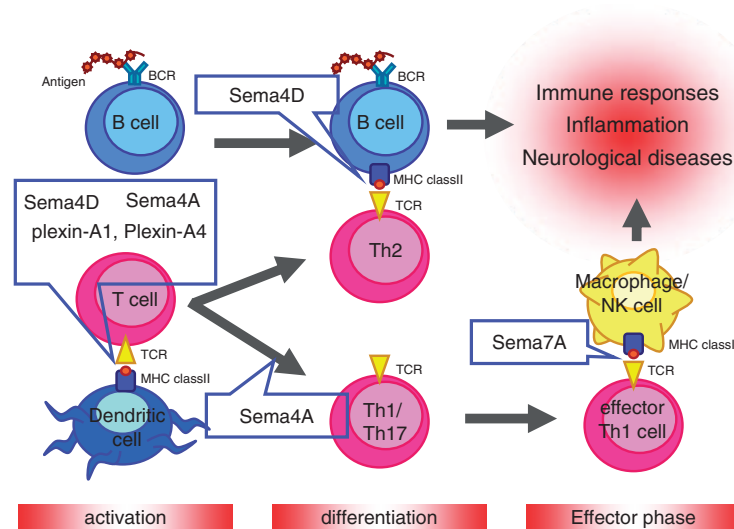 Antigen
BCR
B cell
BCR
Sema4D
B cell
MHC classII
TCR
Th2
Immune responses
Inflammation
Neurological diseases
Sema4D Sema4A
plexin-A1, Plexin-A4
T cell
TCR
MHC classII
Dendritic
cell
Sema4A
TCR
Th1/
Th17
Macrophage/
NK cell
Sema7A
MHC classI
TCR
effector
Th1 cell
activation
differentiation
Effector phase